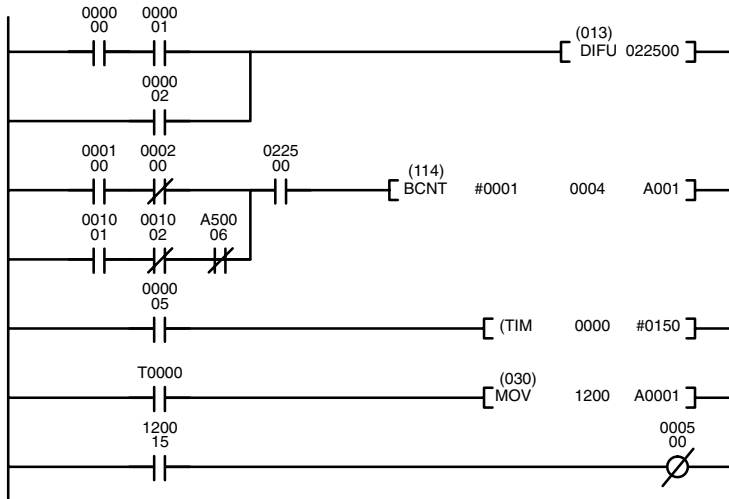 0000 0000
00 01
(013)
DIFU 022500
0000
02
0001 0002 0225
00 00 00
(114)
BCNT #0001 0004 A001
0010 0010 A500
01 02 06
0000
05
(TIM 0000 #0150
T0000
(030)
MOV 1200 A0001
1200 0005
15 00